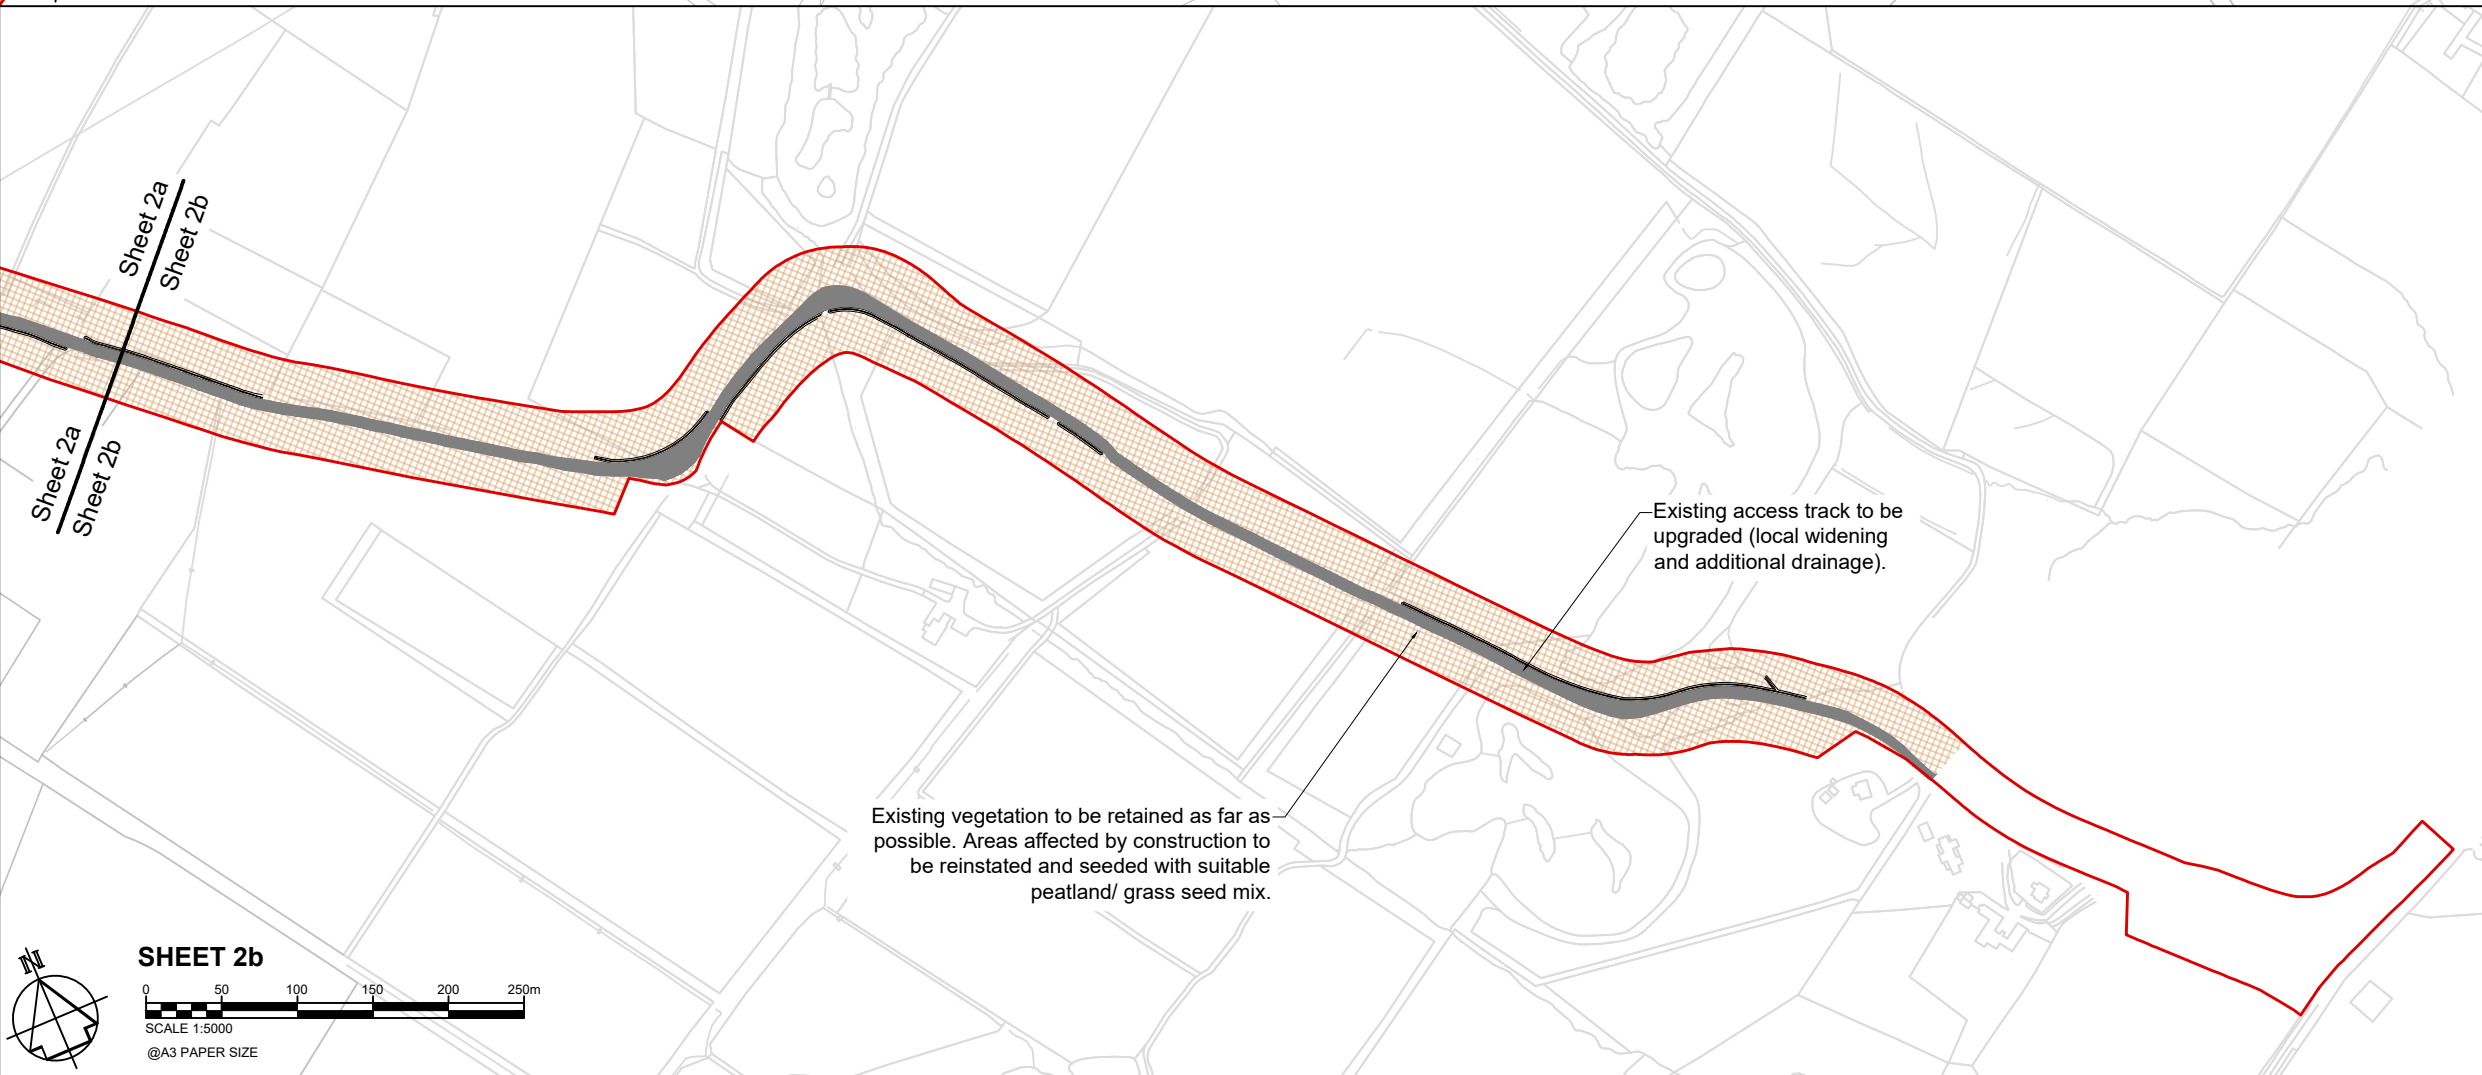 Sheet 2a
Sheet 2b
Sheet 2a
Sheet 2b
Existing access track to be
upgraded (local widening
and additional drainage).
Existing vegetation to be retained as far as
possible. Areas affected by construction to
be reinstated and seeded with suitable
peatland/ grass seed mix.
N
SHEET 2b
0 50 100 150 200 250m
SCALE 1:5000
@A3 PAPER SIZE